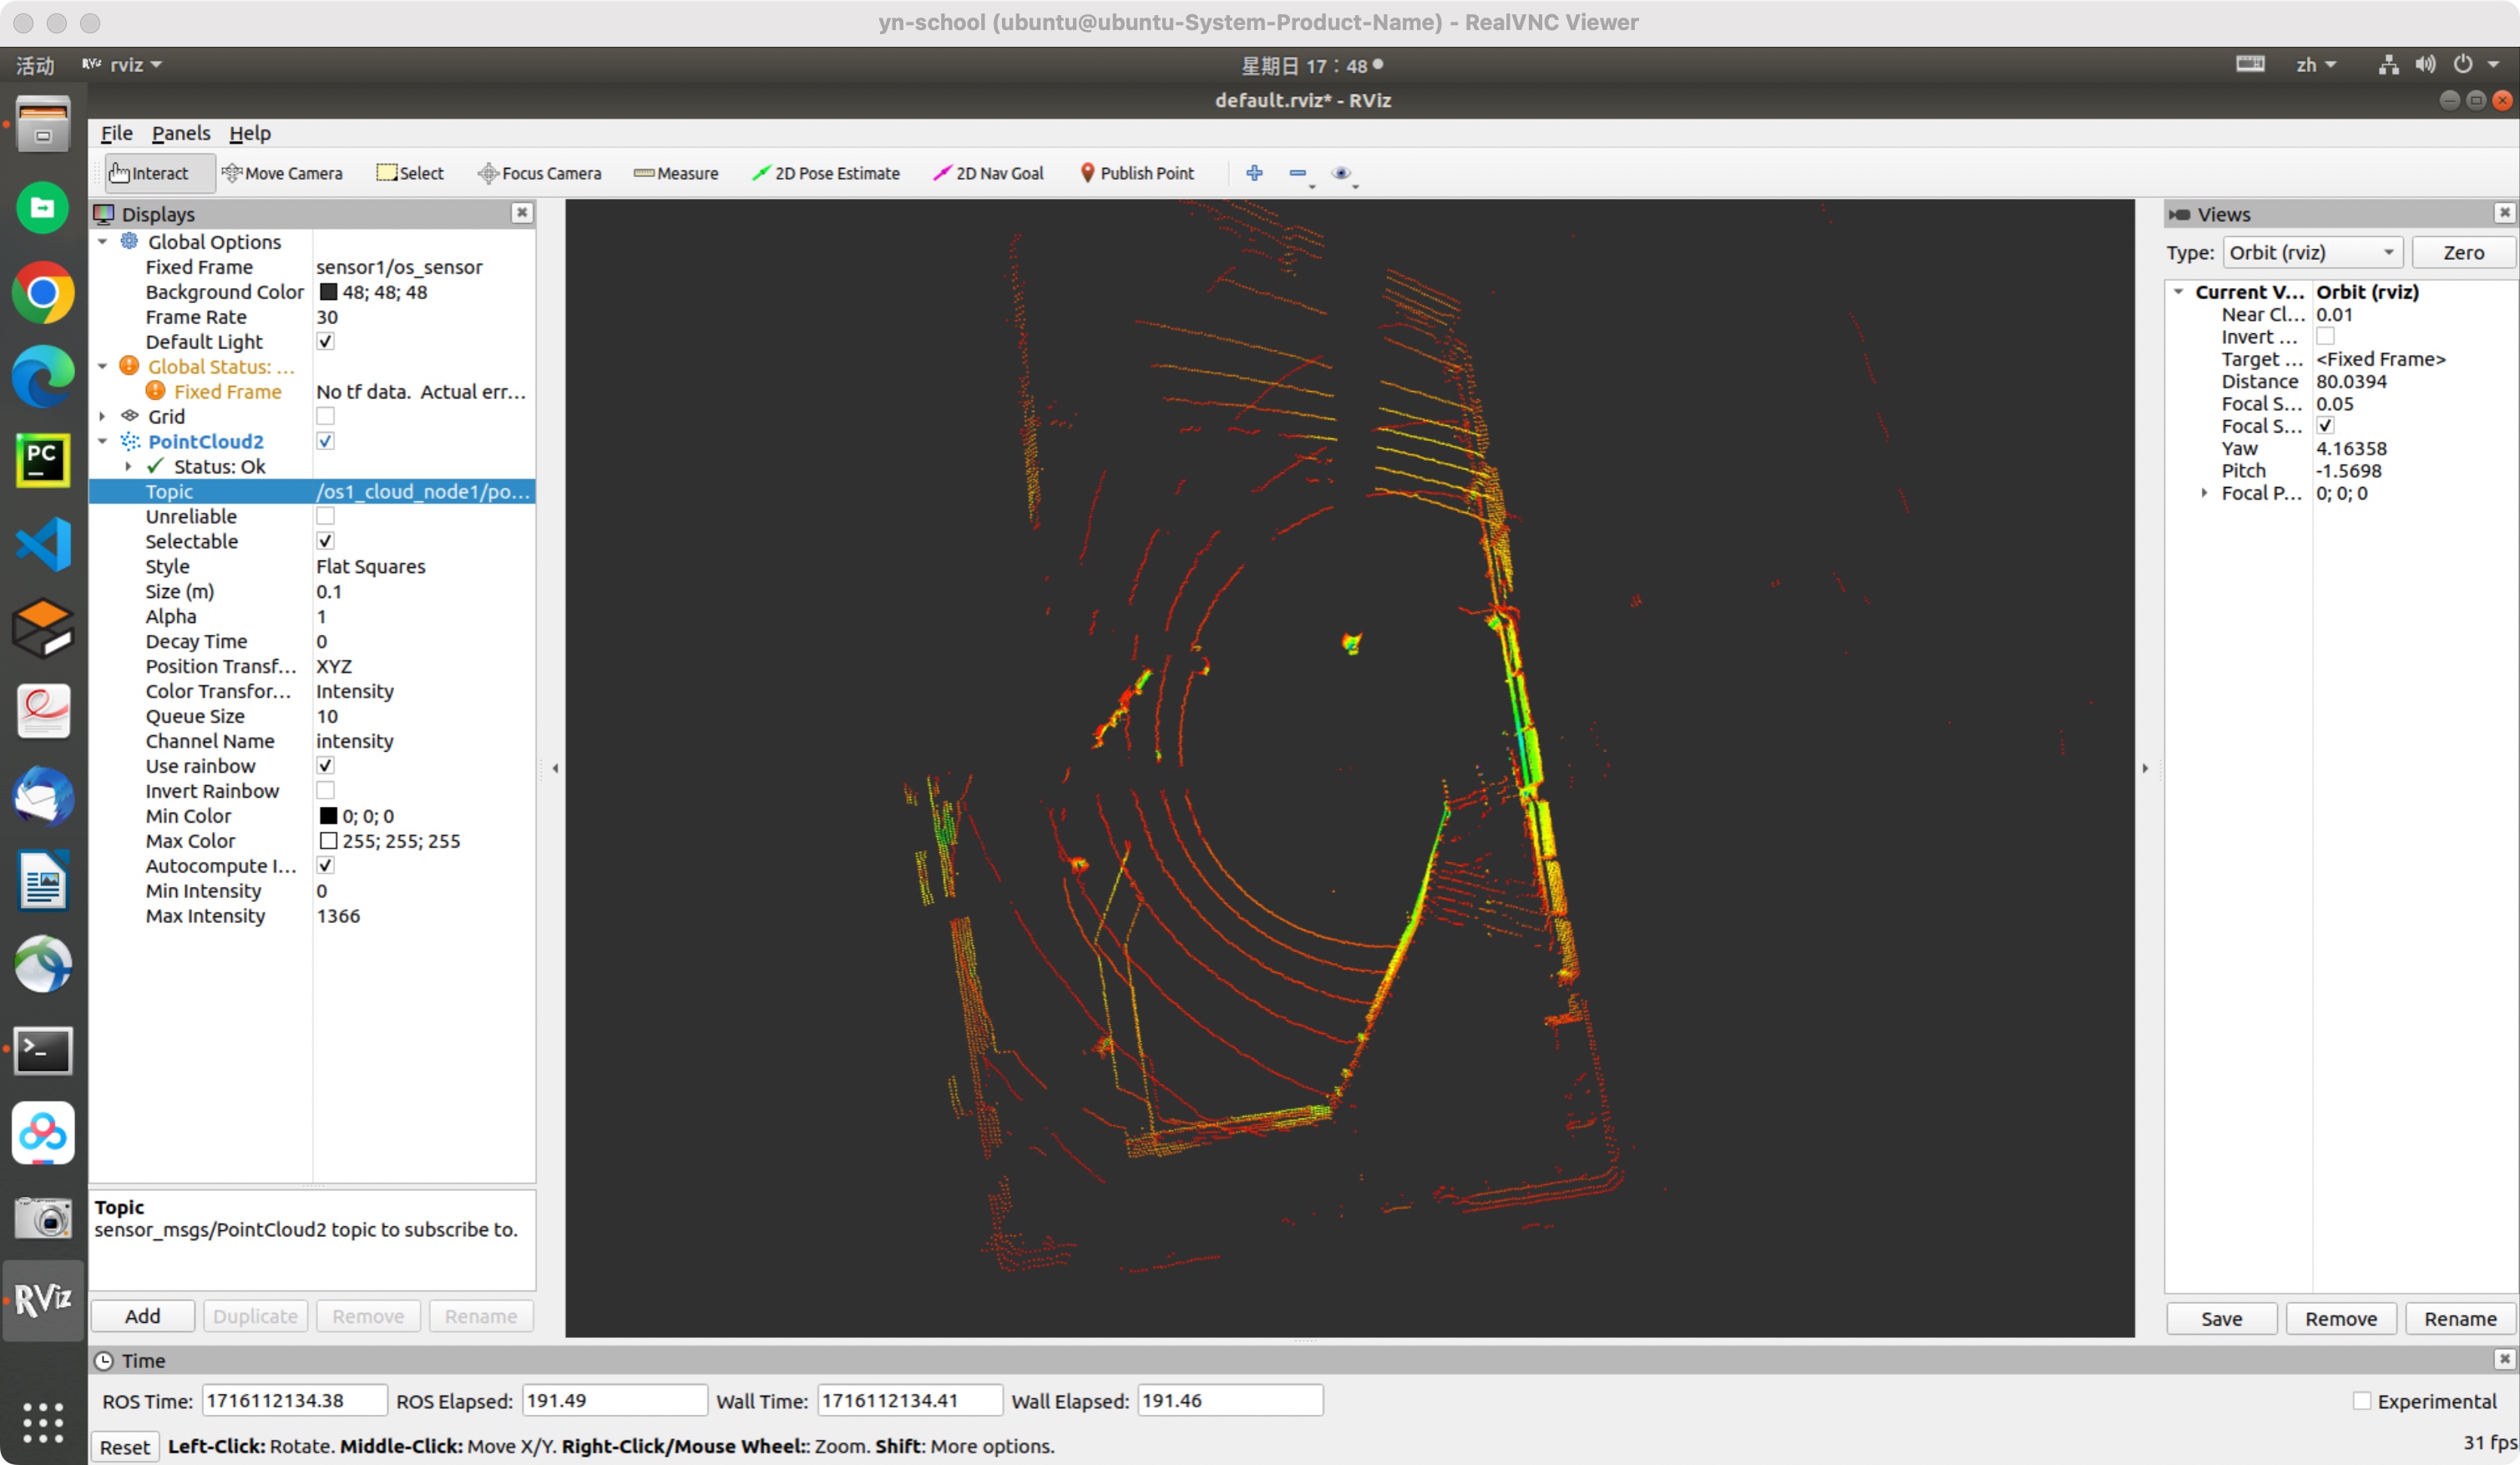 yn-school (ubuntu@ubuntu-System-Product-Name) - RealVNC Viewer
活动 RViz rviz 星期日 17：48 zh
default.rviz* - RViz
File Panels Help
Interact Move Camera Select Focus Camera Measure 2D Pose Estimate 2D Nav Goal Publish Point
Displays
Global Options
Fixed Frame sensor1/os_sensor
Background Color 48; 48; 48
Frame Rate 30
Default Light
Global Status: ...
Fixed Frame No tf data. Actual err...
Grid
PointCloud2
Status: Ok
Topic /os1_cloud_node1/po...
Unreliable
Selectable
Style Flat Squares
Size (m) 0.1
Alpha 1
Decay Time 0
Position Transf... XYZ
Color Transfor... Intensity
Queue Size 10
Channel Name intensity
Use rainbow
Invert Rainbow
Min Color 0; 0; 0
Max Color 255; 255; 255
Autocompute I...
Min Intensity 0
Max Intensity 1366
Topic
sensor_msgs/PointCloud2 topic to subscribe to.
Add Duplicate Remove Rename
Views
Type: Orbit (rviz) Zero
Current V... Orbit (rviz)
Near Cl... 0.01
Invert ...
Target ... <Fixed Frame>
Distance 80.0394
Focal S... 0.05
Focal S...
Yaw 4.16358
Pitch -1.5698
Focal P... 0; 0; 0
Save Remove Rename
PC
RViz
Time
ROS Time: 1716112134.38 ROS Elapsed: 191.49 Wall Time: 1716112134.41 Wall Elapsed: 191.46 Experimental
Reset Left-Click: Rotate. Middle-Click: Move X/Y. Right-Click/Mouse Wheel:: Zoom. Shift: More options. 31 fps